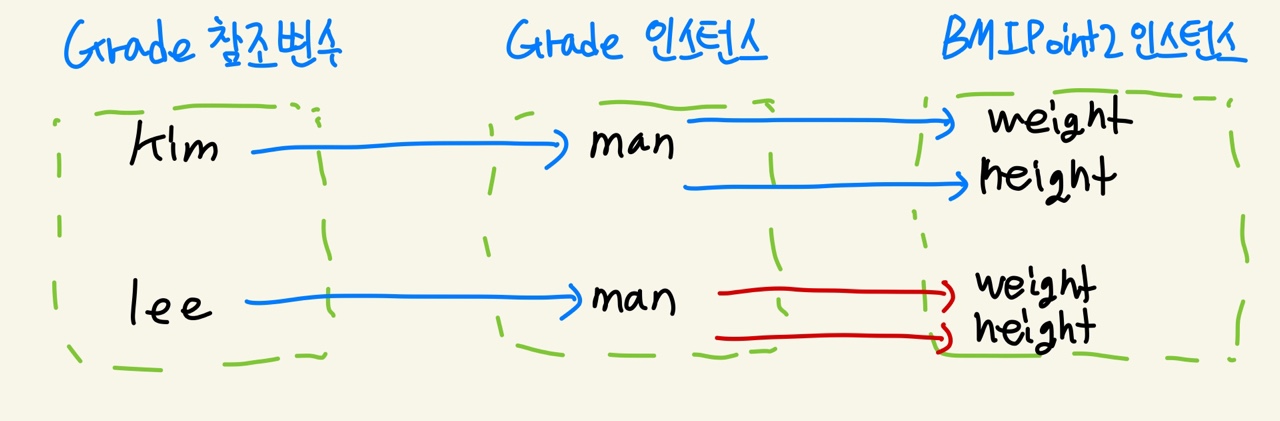 Grade 참조변수 Grade 인스턴스 BMIPoint2 인스턴스
kim man weight
height
lee man weight
height